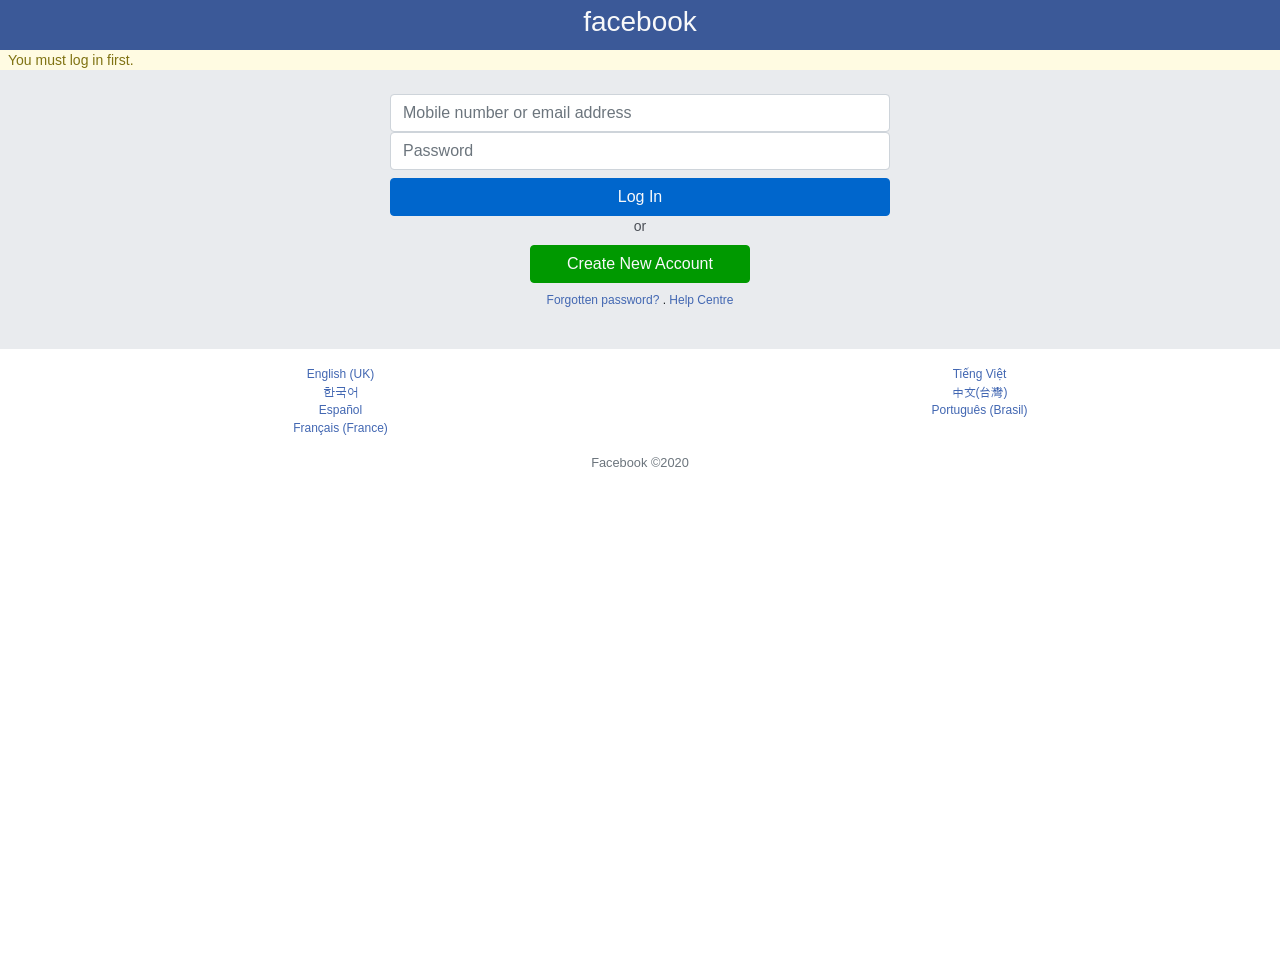 facebook
You must log in first.
Mobile number or email address
Password
Log In
or
Create New Account
Forgotten password? . Help Centre
English (UK)
한국어
Español
Français (France)
Tiếng Việt
中文(台灣)
Português (Brasil)
Facebook ©2020